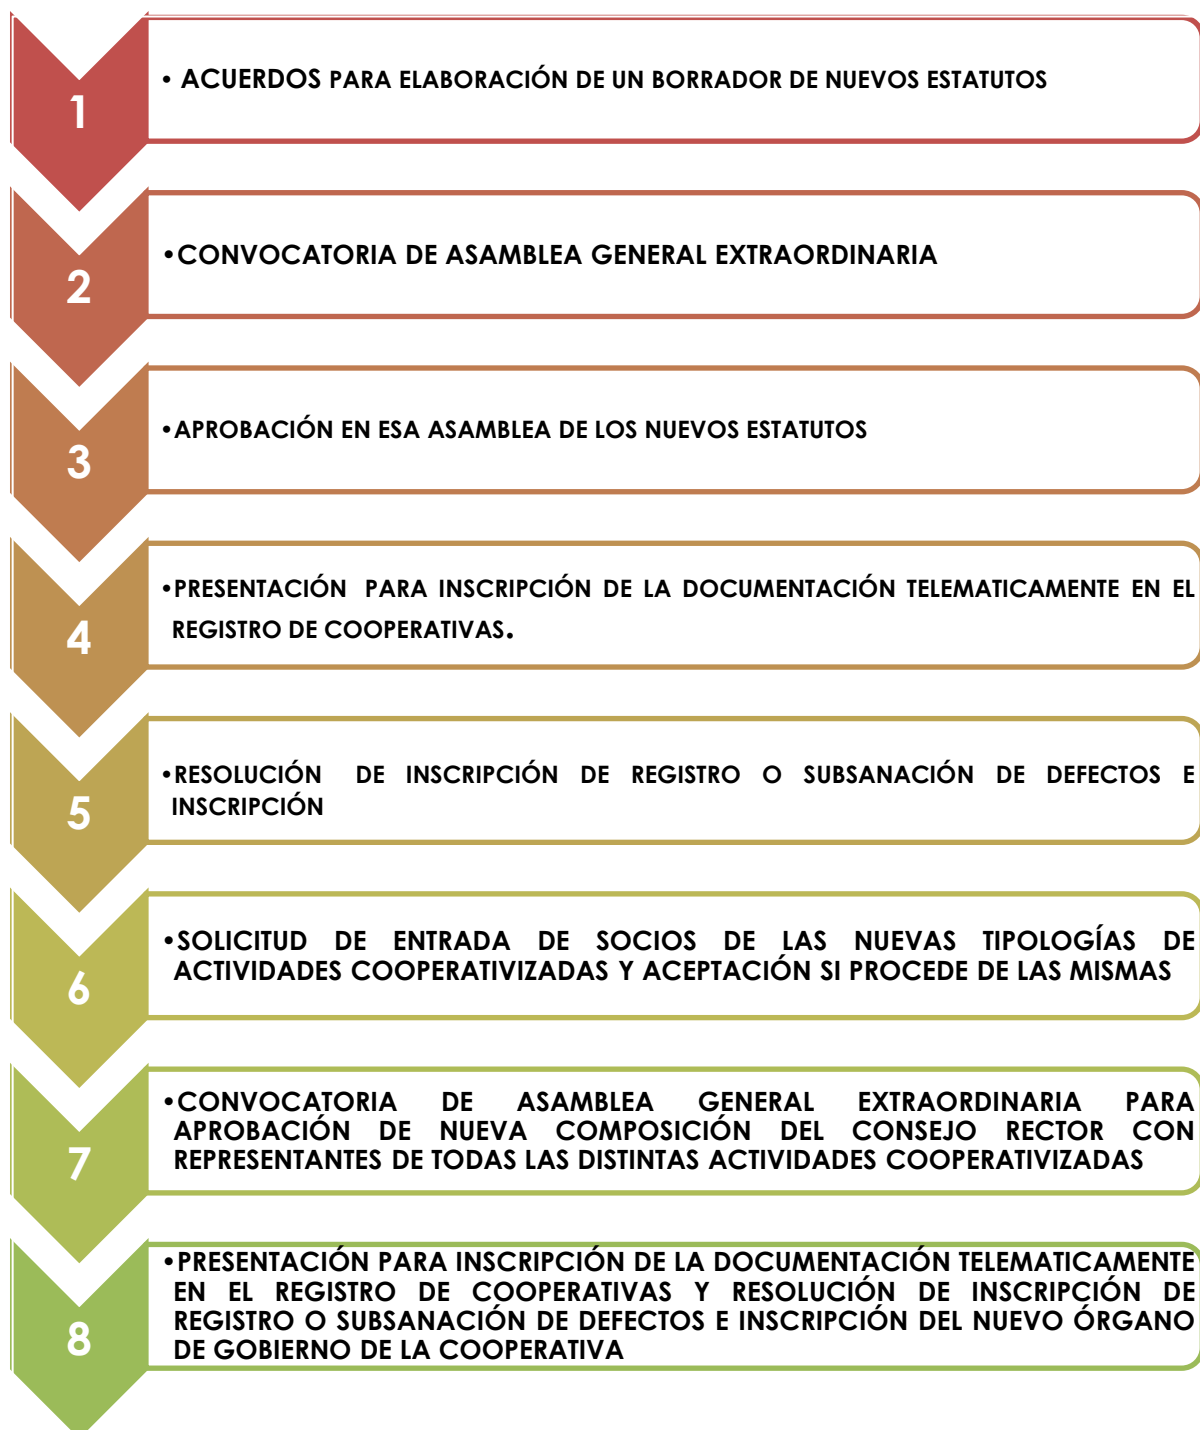 1
• ACUERDOS PARA ELABORACIÓN DE UN BORRADOR DE NUEVOS ESTATUTOS
2
•CONVOCATORIA DE ASAMBLEA GENERAL EXTRAORDINARIA
3
•APROBACIÓN EN ESA ASAMBLEA DE LOS NUEVOS ESTATUTOS
4
•PRESENTACIÓN PARA INSCRIPCIÓN DE LA DOCUMENTACIÓN TELEMATICAMENTE EN EL
REGISTRO DE COOPERATIVAS.
5
•RESOLUCIÓN DE INSCRIPCIÓN DE REGISTRO O SUBSANACIÓN DE DEFECTOS E
INSCRIPCIÓN
6
•SOLICITUD DE ENTRADA DE SOCIOS DE LAS NUEVAS TIPOLOGÍAS DE
ACTIVIDADES COOPERATIVIZADAS Y ACEPTACIÓN SI PROCEDE DE LAS MISMAS
7
•CONVOCATORIA DE ASAMBLEA GENERAL EXTRAORDINARIA PARA
APROBACIÓN DE NUEVA COMPOSICIÓN DEL CONSEJO RECTOR CON
REPRESENTANTES DE TODAS LAS DISTINTAS ACTIVIDADES COOPERATIVIZADAS
8
•PRESENTACIÓN PARA INSCRIPCIÓN DE LA DOCUMENTACIÓN TELEMATICAMENTE
EN EL REGISTRO DE COOPERATIVAS Y RESOLUCIÓN DE INSCRIPCIÓN DE
REGISTRO O SUBSANACIÓN DE DEFECTOS E INSCRIPCIÓN DEL NUEVO ÓRGANO
DE GOBIERNO DE LA COOPERATIVA